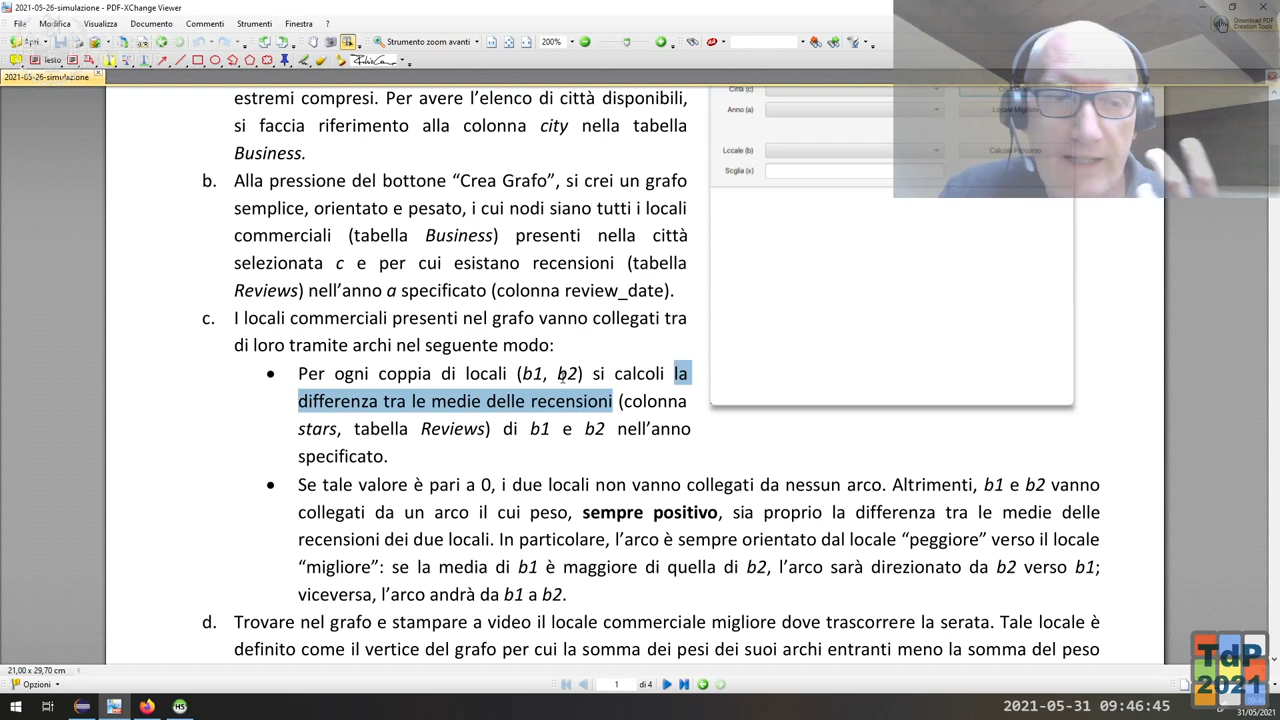 2021-05-26-simulazione - PDF-XChange Viewer
File Modifica Visualizza Documento Commenti Strumenti Finestra ?
Download PDF
Creation Tools
Apri Strumento zoom avanti 200%
Testo
2021-05-26-simulazione
estremi compresi. Per avere l’elenco di città disponibili,
si faccia riferimento alla colonna city nella tabella
Business.
b. Alla pressione del bottone “Crea Grafo”, si crei un grafo
semplice, orientato e pesato, i cui nodi siano tutti i locali
commerciali (tabella Business) presenti nella città
selezionata c e per cui esistano recensioni (tabella
Reviews) nell’anno a specificato (colonna review_date).
c. I locali commerciali presenti nel grafo vanno collegati tra
di loro tramite archi nel seguente modo:
• Per ogni coppia di locali (b1, b2) si calcoli la
differenza tra le medie delle recensioni (colonna
stars, tabella Reviews) di b1 e b2 nell’anno
specificato.
Città (c)
Anno (a) Locale Migliore
Locale (b) Calcola Percorso
Soglia (x)
• Se tale valore è pari a 0, i due locali non vanno collegati da nessun arco. Altrimenti, b1 e b2 vanno
collegati da un arco il cui peso, sempre positivo, sia proprio la differenza tra le medie delle
recensioni dei due locali. In particolare, l’arco è sempre orientato dal locale “peggiore” verso il locale
“migliore”: se la media di b1 è maggiore di quella di b2, l’arco sarà direzionato da b2 verso b1;
viceversa, l’arco andrà da b1 a b2.
d. Trovare nel grafo e stampare a video il locale commerciale migliore dove trascorrere la serata. Tale locale è
definito come il vertice del grafo per cui la somma dei pesi dei suoi archi entranti meno la somma del peso
TdP
2021
21,00 x 29,70 cm
Opzioni 1 di 4
2021-05-31 09:46:45
31/05/2021